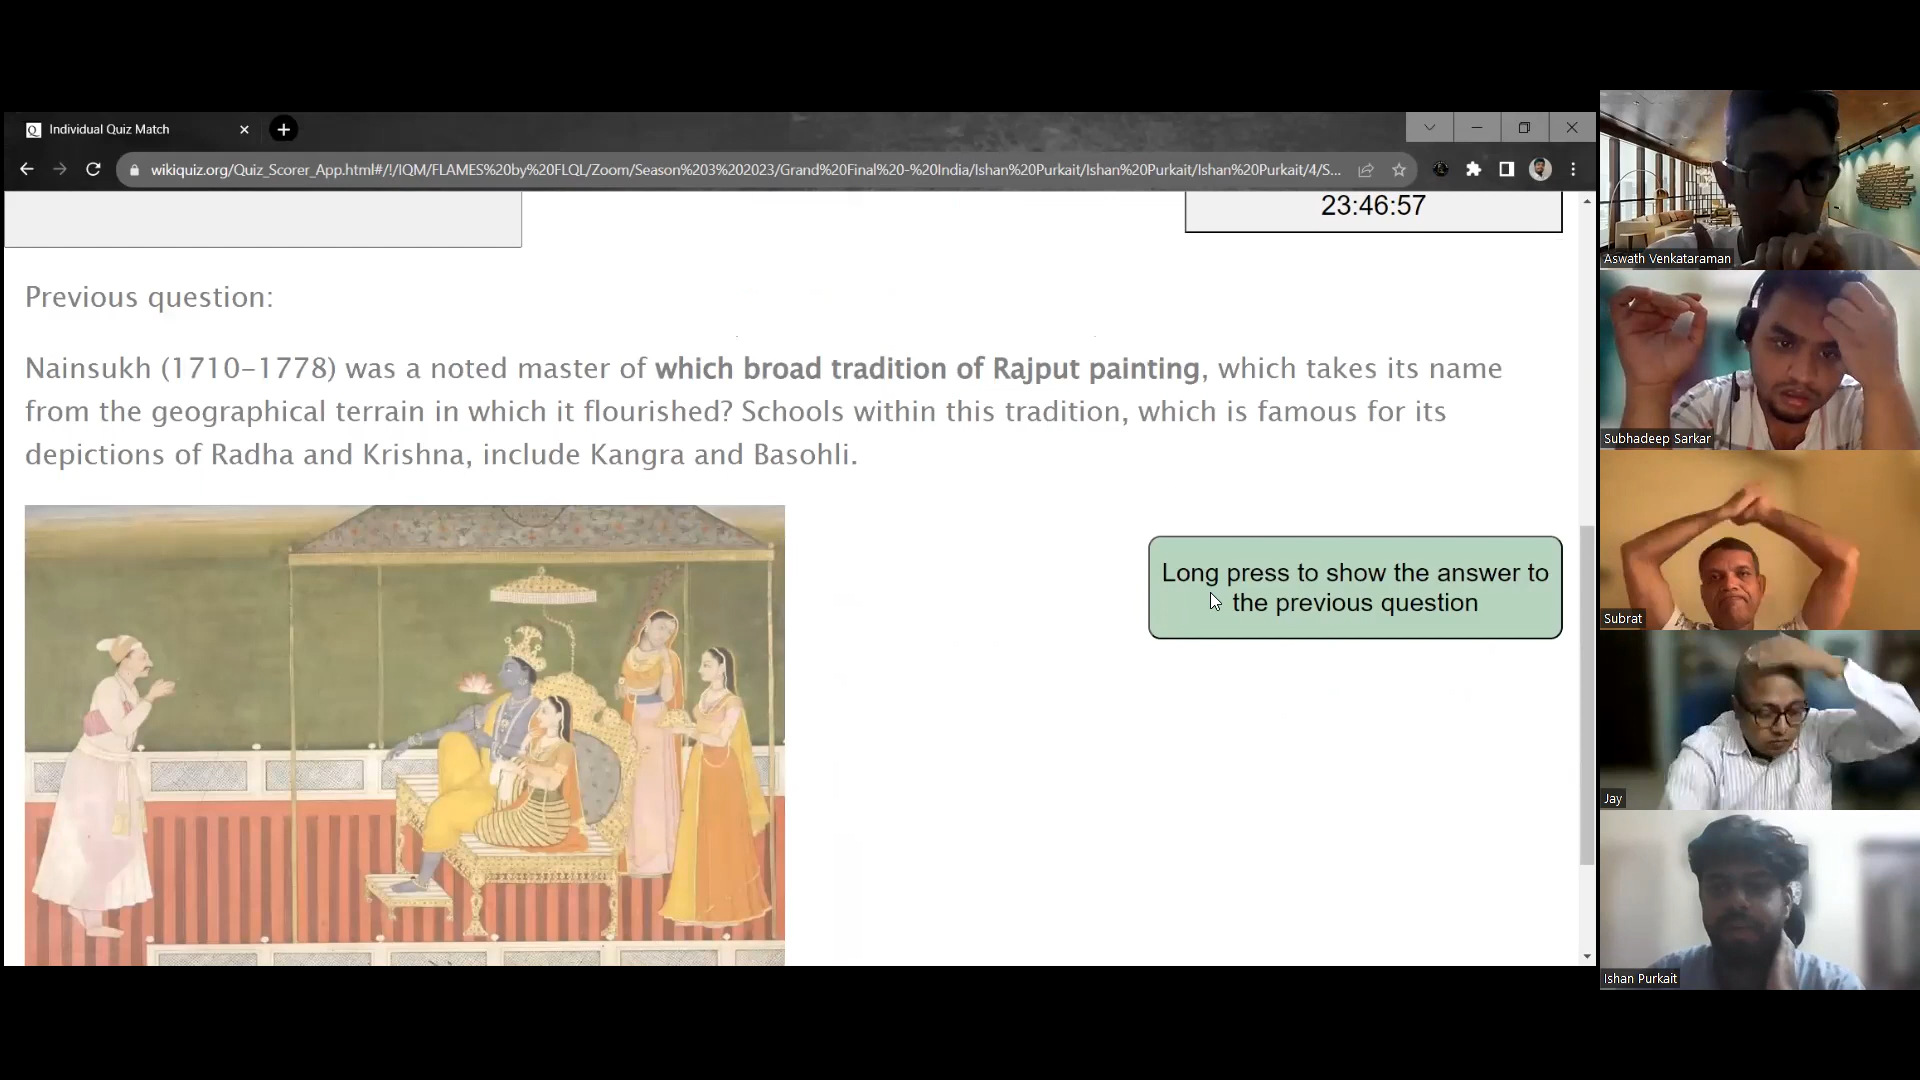 Individual Quiz Match
wikiquiz.org/Quiz_Scorer_App.html#/!/IQM/FLAMES%20by%20FLQL/Zoom/Season%203%202023/Grand%20Final%20-%20India/Ishan%20Purkait/Ishan%20Purkait/Ishan%20Purkait/4/S...
23:46:57
Previous question:
Nainsukh (1710-1778) was a noted master of which broad tradition of Rajput painting, which takes its name
from the geographical terrain in which it flourished? Schools within this tradition, which is famous for its
depictions of Radha and Krishna, include Kangra and Basohli.
Long press to show the answer to
the previous question
Aswath Venkataraman
Subhadeep Sarkar
Subrat
Jay
Ishan Purkait